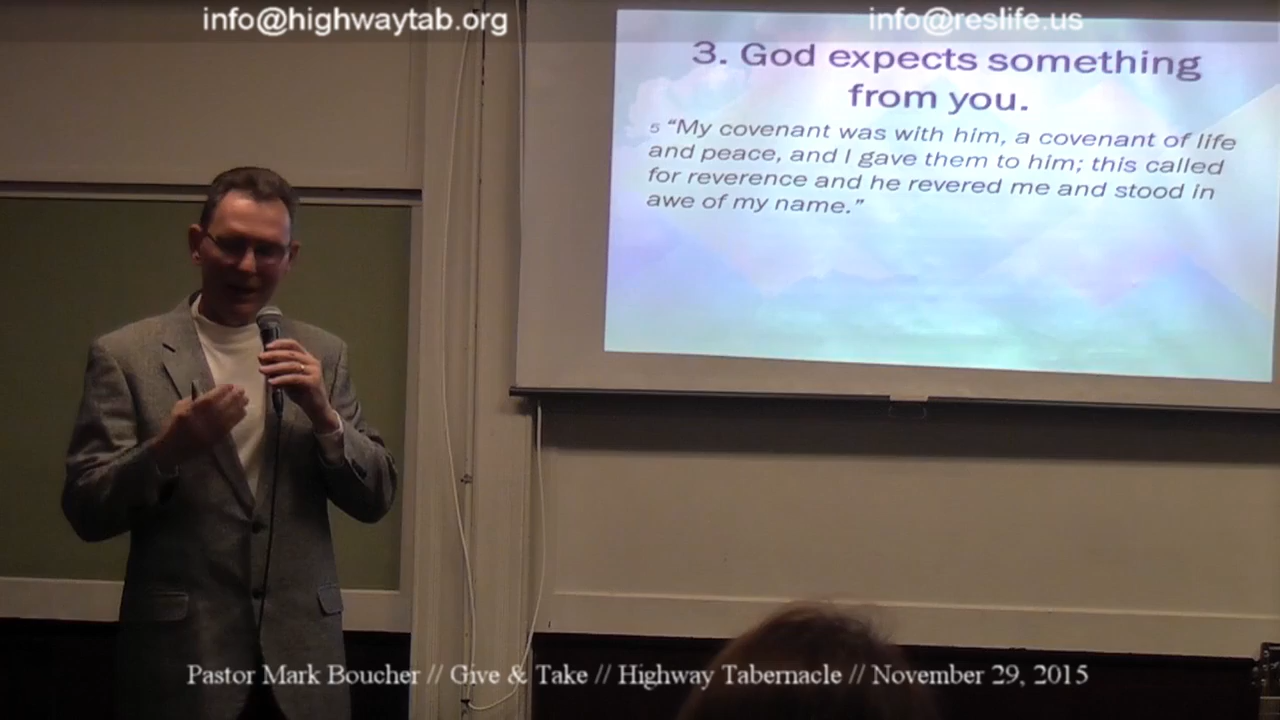 info@highwaytab.org
info@reslife.us
3. God expects something
from you.
5 “My covenant was with him, a covenant of life
and peace, and I gave them to him; this called
for reverence and he revered me and stood in
awe of my name.”
Pastor Mark Boucher // Give & Take // Highway Tabernacle // November 29, 2015